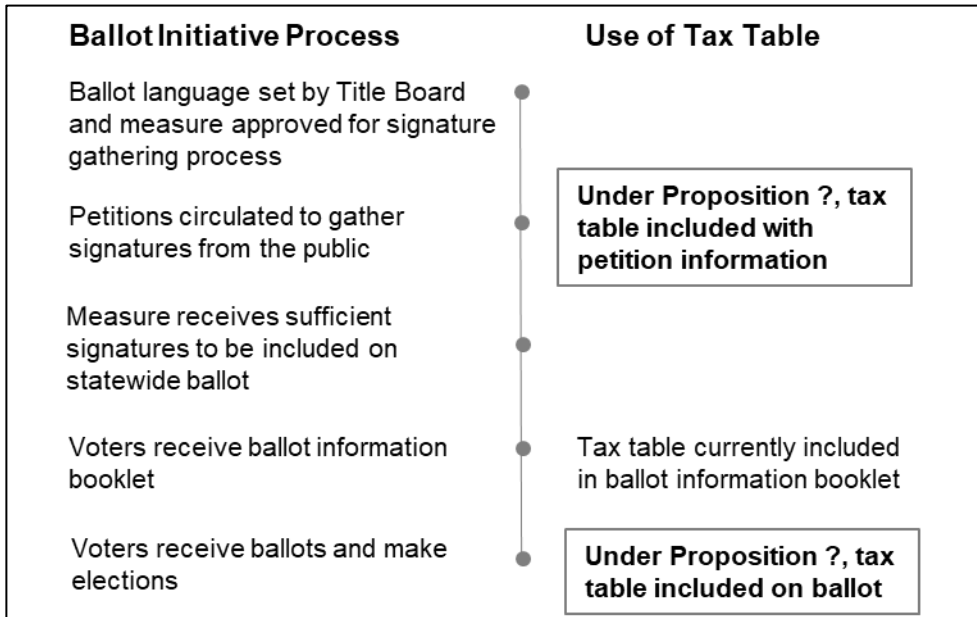 Ballot Initiative Process
Use of Tax Table
Ballot language set by Title Board
and measure approved for signature
gathering process
Petitions circulated to gather
signatures from the public
Under Proposition ?, tax
table included with
petition information
Measure receives sufficient
signatures to be included on
statewide ballot
Voters receive ballot information
booklet
Tax table currently included
in ballot information booklet
Voters receive ballots and make
elections
Under Proposition ?, tax
table included on ballot